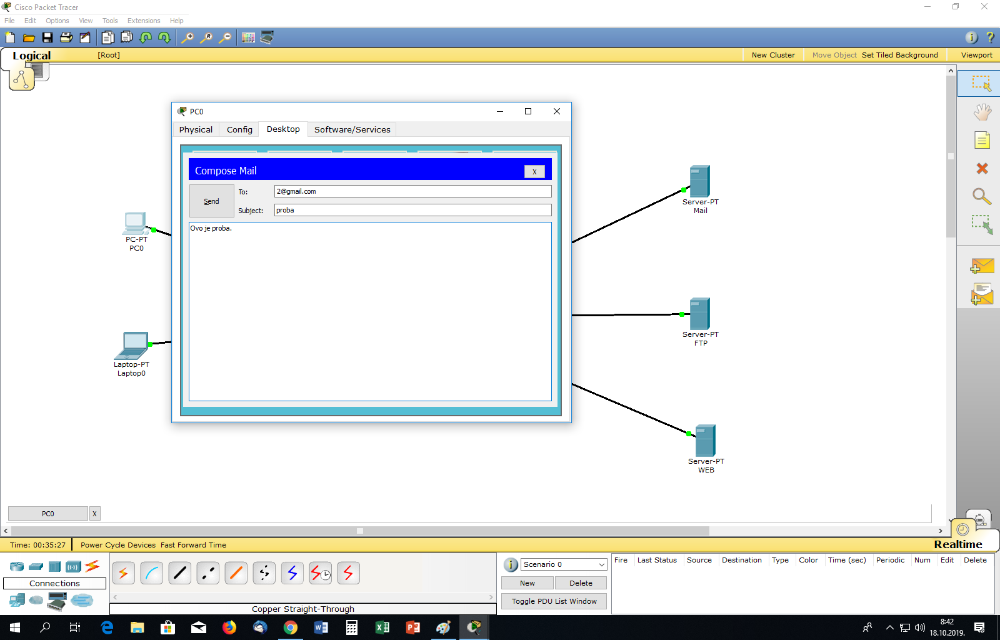 Cisco Packet Tracer
File Edit Options View Tools Extensions Help
Logical [Root] New Cluster Move Object Set Tiled Background Viewport
PC0
Physical Config Desktop Software/Services
Compose Mail X
Send
To: 2@gmail.com
Subject: proba
Ovo je proba.
PC-PT
PC0
Laptop-PT
Laptop0
Server-PT
Mail
Server-PT
FTP
Server-PT
WEB
PC0 X
Time: 00:35:27 Power Cycle Devices Fast Forward Time Realtime
Connections
Copper Straight-Through
Scenario 0
New Delete
Toggle PDU List Window
Fire Last Status Source Destination Type Color Time (sec) Periodic Num Edit Delete
8:42
18.10.2019.